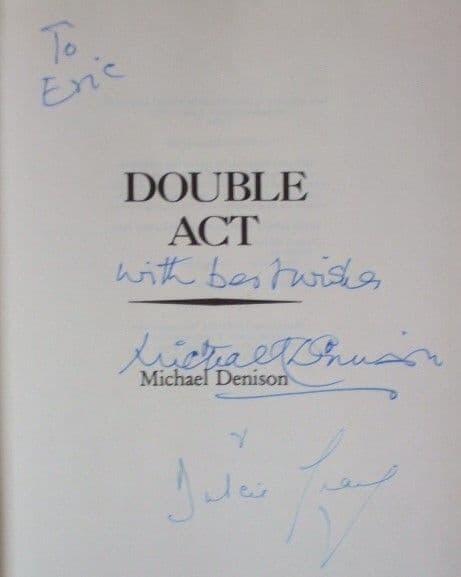 To
Eric
DOUBLE
ACT
with best wishes
Michael Denison
Michael Denison
&
Dulcie Gray